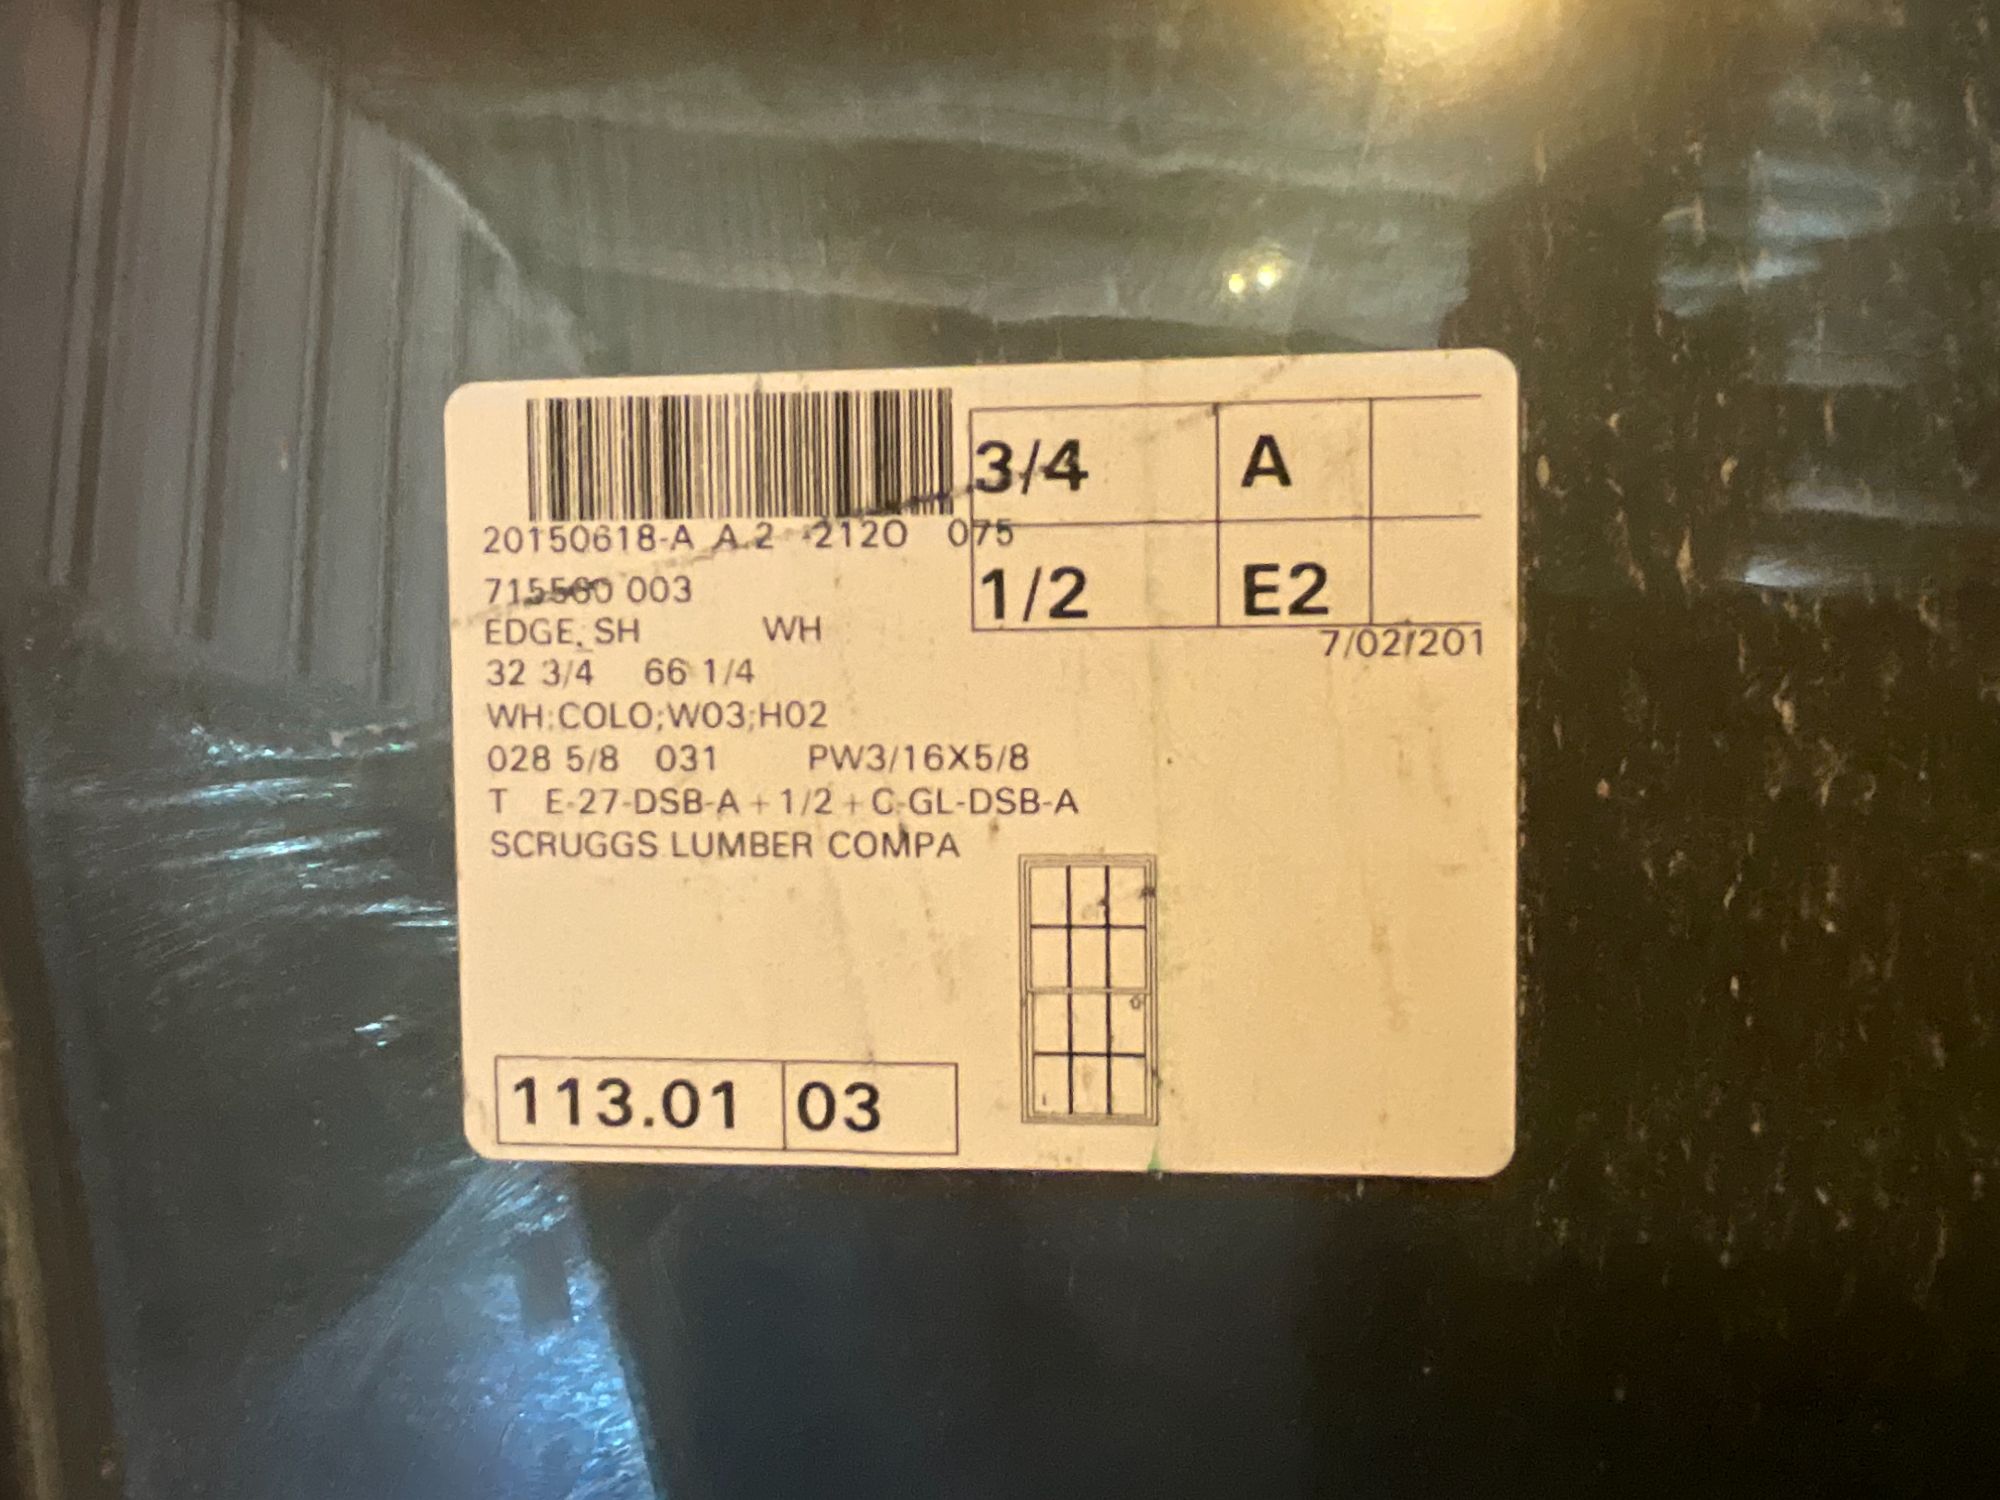 3/4 A
20150618-A A.2 -2120 075
1/2 E2
715560 003
EDGE, SH WH
7/02/201
32 3/4 66 1/4
WH:COLO;W03;H02
028 5/8 031 PW3/16X5/8
T E-27-DSB-A + 1/2 + C-GL-DSB-A
SCRUGGS LUMBER COMPA
113.01 03